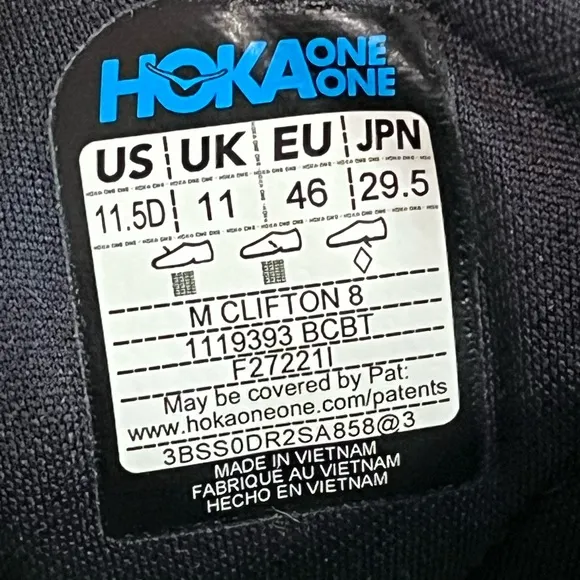 HOKA ONE ONE
US UK EU JPN
11.5D 11 46 29.5
M CLIFTON 8
1119393 BCBT
F27221I
May be covered by Pat:
www.hokaoneone.com/patents
3BSS0DR2SA858@3
MADE IN VIETNAM
FABRIQUÉ AU VIETNAM
HECHO EN VIETNAM